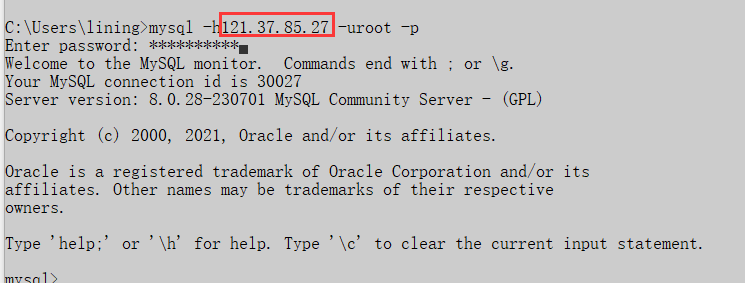 C:\Users\lining>mysql -h121.37.85.27 -uroot -p
Enter password: **********
Welcome to the MySQL monitor.  Commands end with ; or \g.
Your MySQL connection id is 30027
Server version: 8.0.28-230701 MySQL Community Server - (GPL)
Copyright (c) 2000, 2021, Oracle and/or its affiliates.
Oracle is a registered trademark of Oracle Corporation and/or its
affiliates. Other names may be trademarks of their respective
owners.
Type 'help;' or '\h' for help. Type '\c' to clear the current input statement.
mysql>